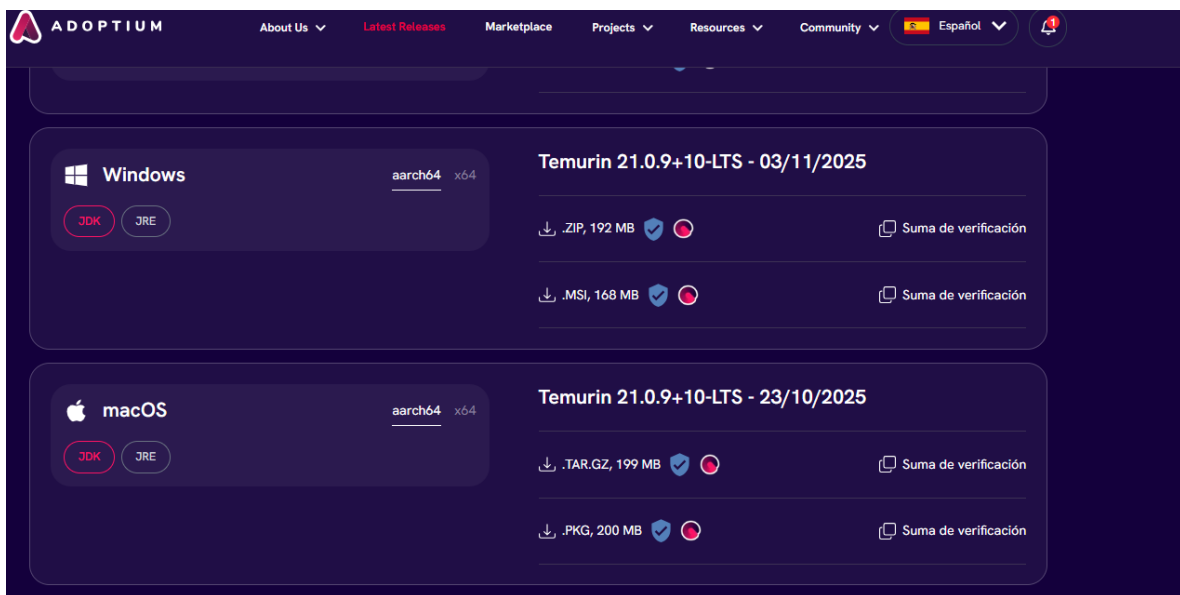 ADOPTIUM About Us Latest Releases Marketplace Projects Resources Community Español 1
Windows aarch64 x64
JDK JRE
Temurin 21.0.9+10-LTS - 03/11/2025
.ZIP, 192 MB Suma de verificación
.MSI, 168 MB Suma de verificación
macOS aarch64 x64
JDK JRE
Temurin 21.0.9+10-LTS - 23/10/2025
.TAR.GZ, 199 MB Suma de verificación
.PKG, 200 MB Suma de verificación